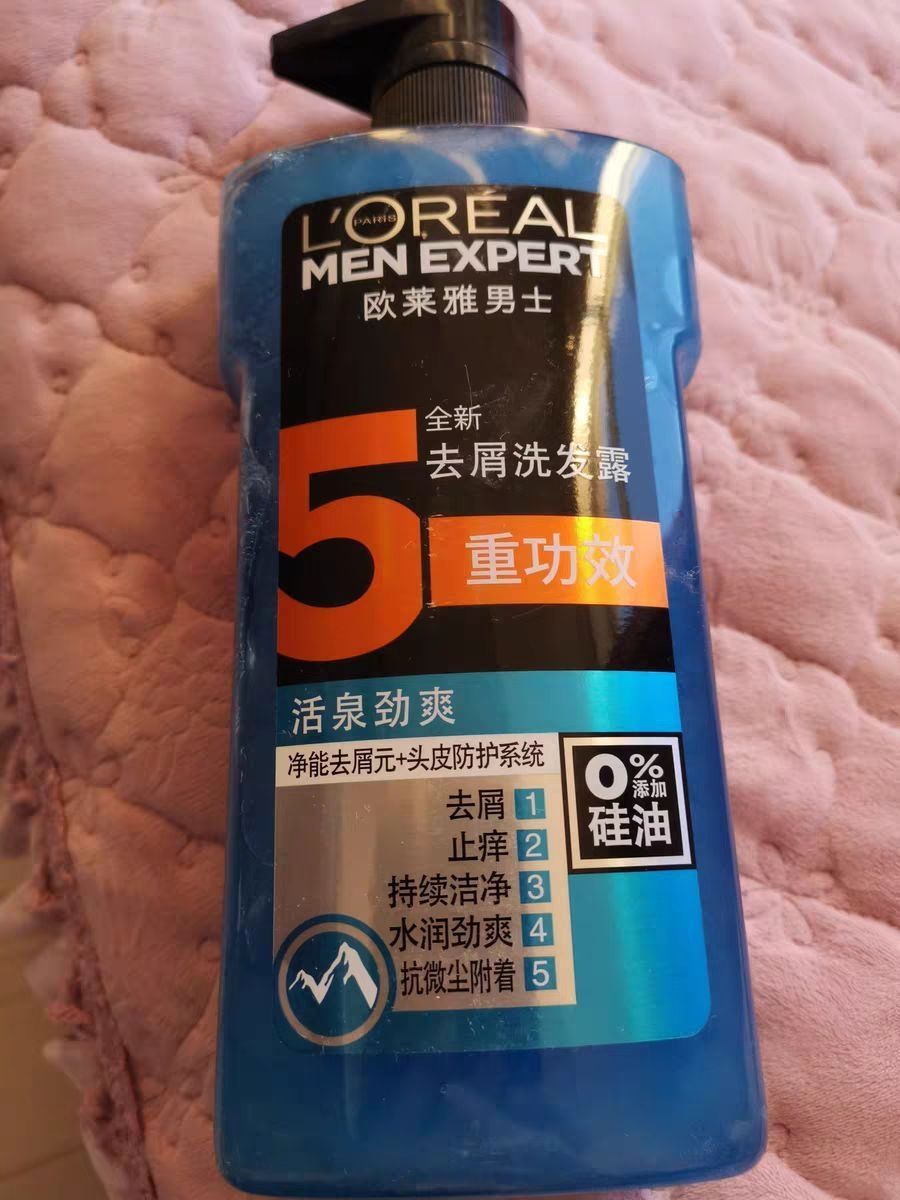 L'ORÉAL
PARIS
MEN EXPERT
欧莱雅男士
全新
去屑洗发露
5重功效
活泉劲爽
净能去屑元+头皮防护系统
0%添加
硅油
去屑 1
止痒 2
持续洁净 3
水润劲爽 4
抗微尘附着 5